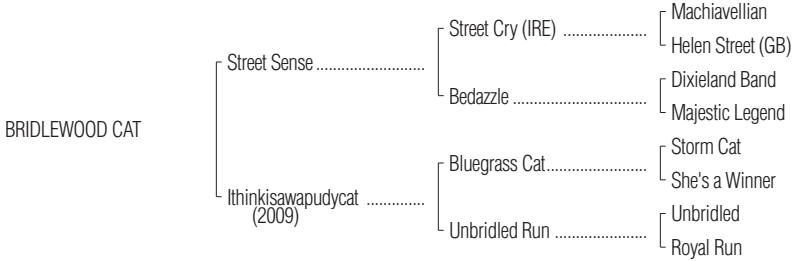 Machiavellian
Street Cry (IRE) ....................
Helen Street (GB)
Street Sense ..........................
Dixieland Band
Bedazzle ................................
Majestic Legend
BRIDLEWOOD CAT
Storm Cat
Bluegrass Cat........................
She's a Winner
Ithinkisawapudycat ..............
(2009)
Unbridled
Unbridled Run ......................
Royal Run